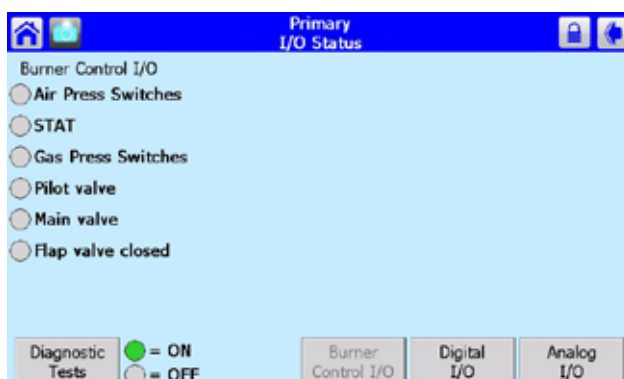 Primary
I/O Status
Burner Control I/O
Air Press Switches
STAT
Gas Press Switches
Pilot valve
Main valve
Flap valve closed
Diagnostic
Tests
= ON
= OFF
Burner
Control I/O
Digital
I/O
Analog
I/O